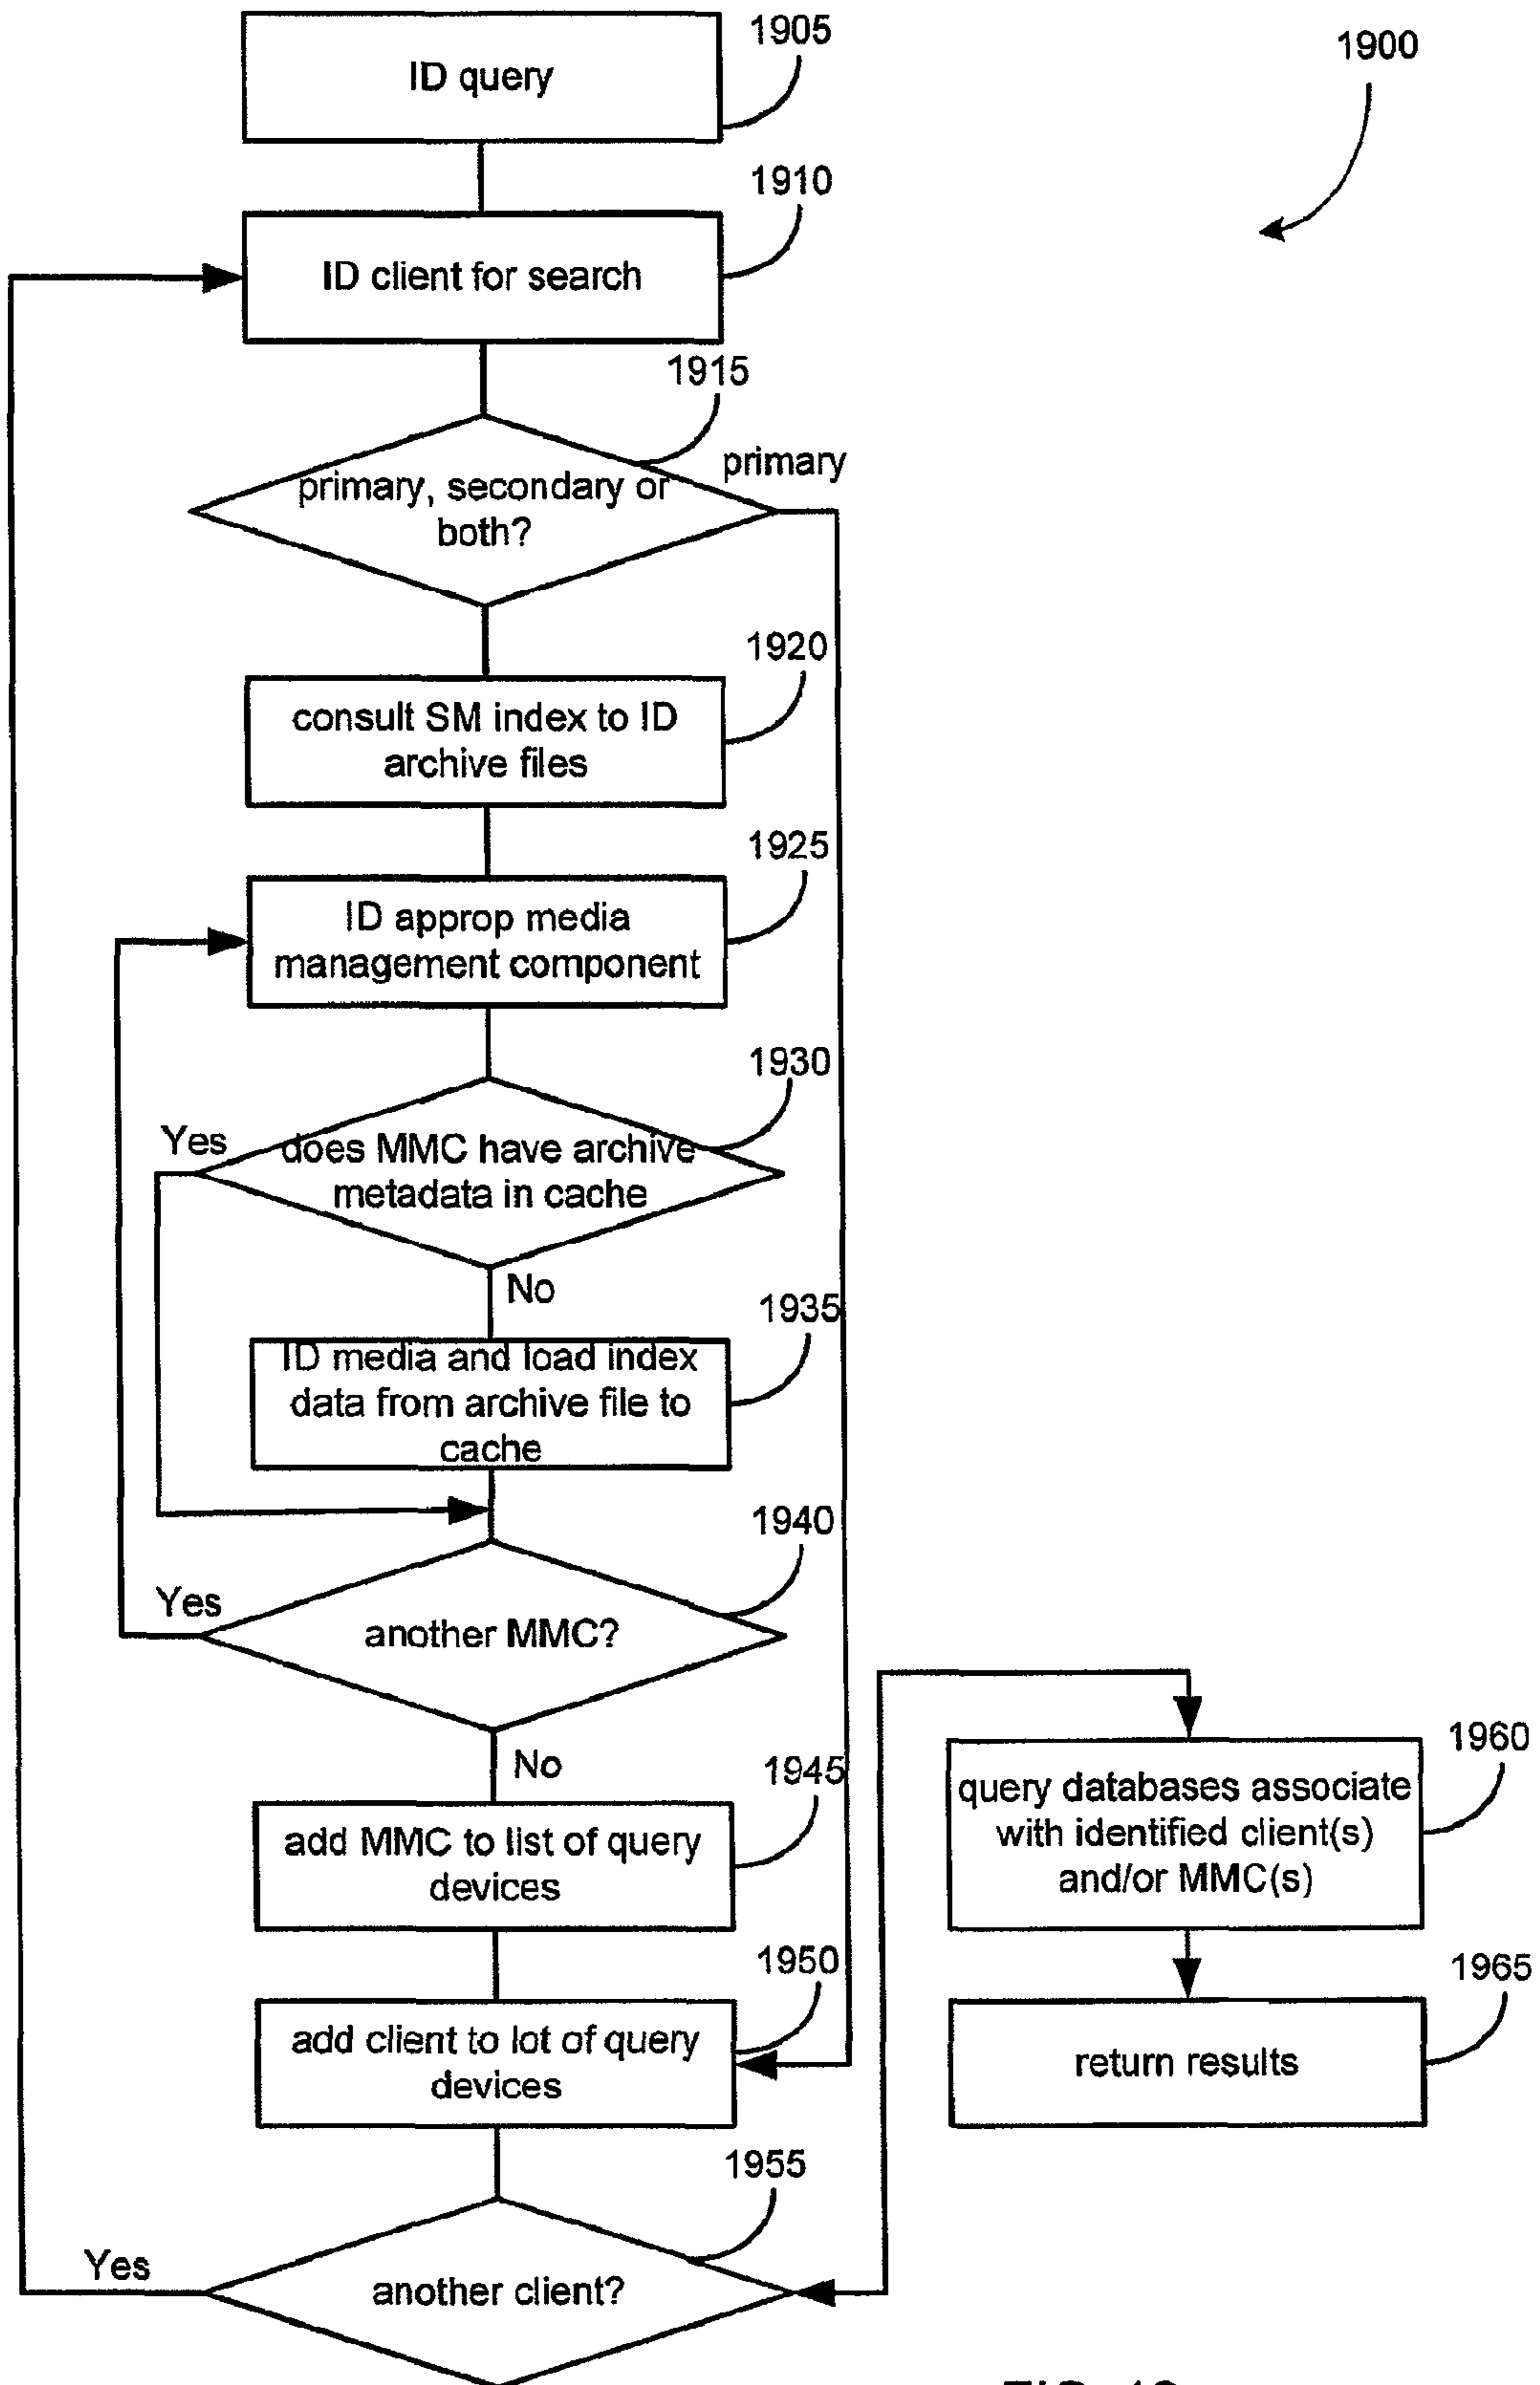 1905
ID query
1900
1910
ID client for search
1915
primary
primary, secondary or
both?
1920
consult SM index to ID
archive files
1925
ID approp media
management component
1930
Yes
does MMC have archive
metadata in cache
No
1935
ID media and load index
data from archive file to
cache
1940
Yes
another MMC?
No
1945
add MMC to list of query
devices
1950
add client to lot of query
devices
1955
Yes
another client?
1960
query databases associate
with identified client(s)
and/or MMC(s)
1965
return results